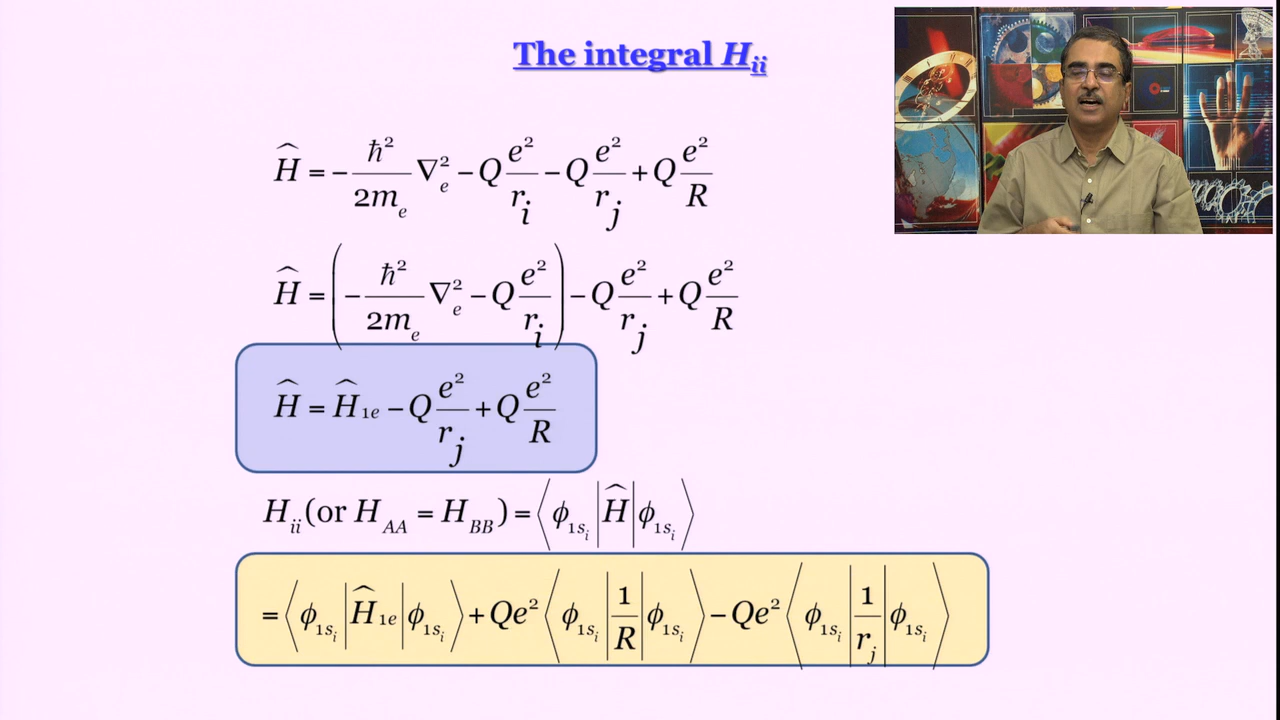 The integral H_ii
Ĥ = − ħ²/2m_e ∇²_e − Q e²/r_i − Q e²/r_j + Q e²/R
Ĥ = ( − ħ²/2m_e ∇²_e − Q e²/r_i ) − Q e²/r_j + Q e²/R
Ĥ = Ĥ_1e − Q e²/r_j + Q e²/R
H_ii (or H_AA = H_BB) = ⟨ϕ_1s_i |Ĥ| ϕ_1s_i⟩
= ⟨ϕ_1s_i |Ĥ_1e| ϕ_1s_i⟩ + Qe² ⟨ϕ_1s_i |1/R| ϕ_1s_i⟩ − Qe² ⟨ϕ_1s_i |1/r_j| ϕ_1s_i⟩